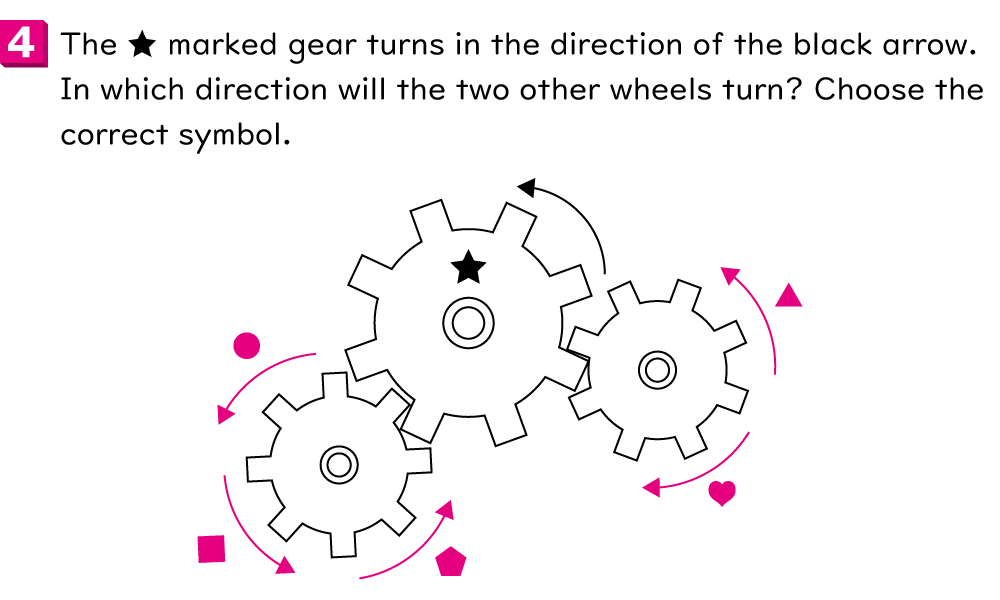 4 The ★ marked gear turns in the direction of the black arrow.
In which direction will the two other wheels turn? Choose the
correct symbol.